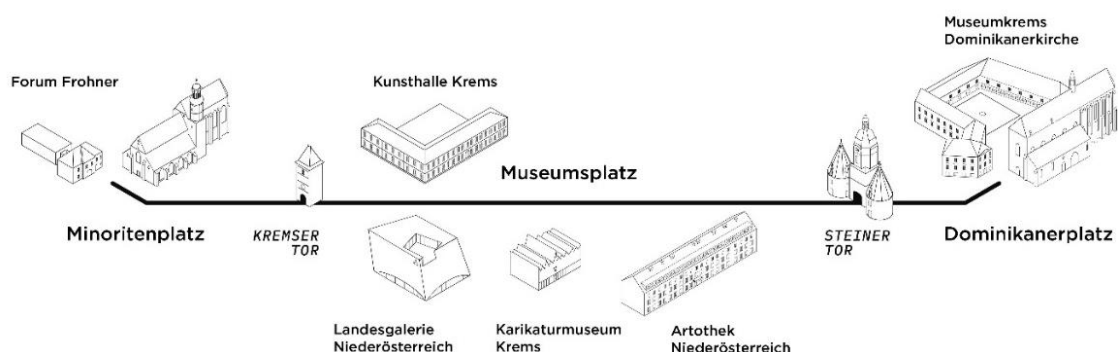 Museumkrems
Dominikanerkirche
Forum Frohner
Kunsthalle Krems
Museumsplatz
Minoritenplatz
KREMSER
TOR
STEINER
TOR
Dominikanerplatz
Landesgalerie
Niederösterreich
Karikaturmuseum
Krems
Artothek
Niederösterreich